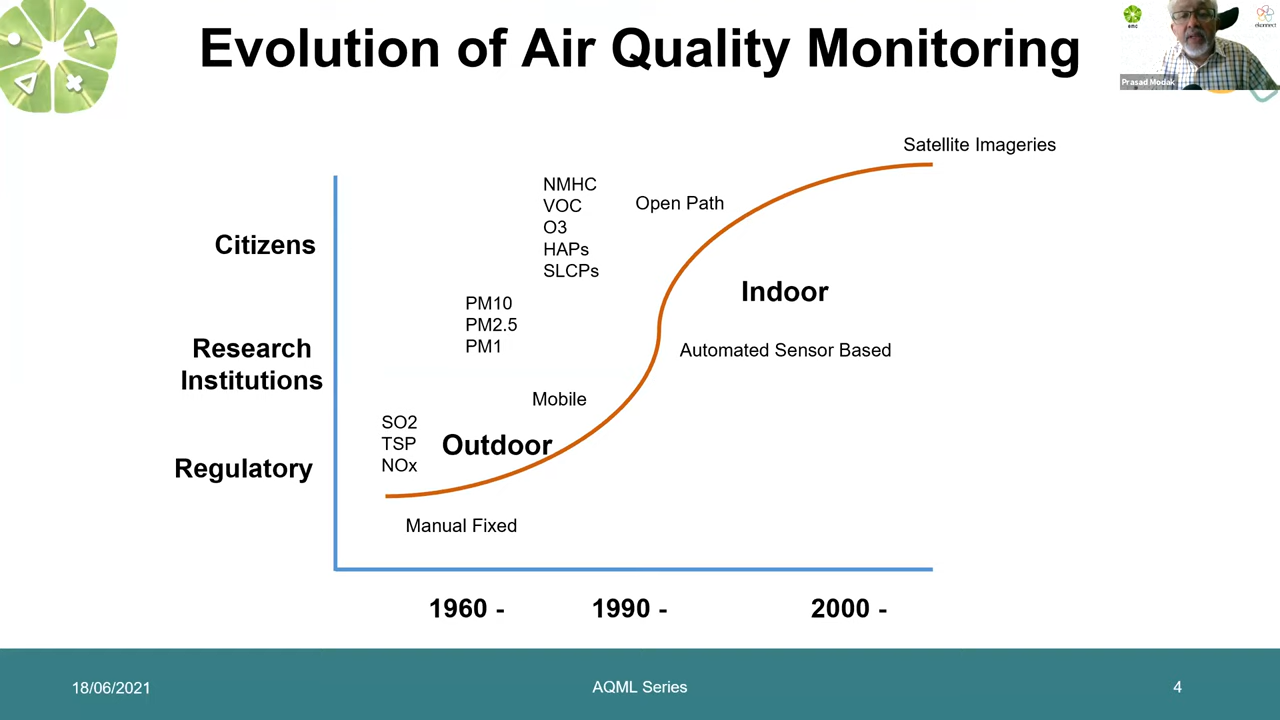 Evolution of Air Quality Monitoring
emc
ekonnect
Prasad Modak
Satellite Imageries
NMHC
VOC
O3
HAPs
SLCPs
Open Path
Citizens
Indoor
PM10
PM2.5
PM1
Research
Institutions
Automated Sensor Based
Mobile
SO2
TSP
NOx
Outdoor
Regulatory
Manual Fixed
1960 -
1990 -
2000 -
18/06/2021
AQML Series
4